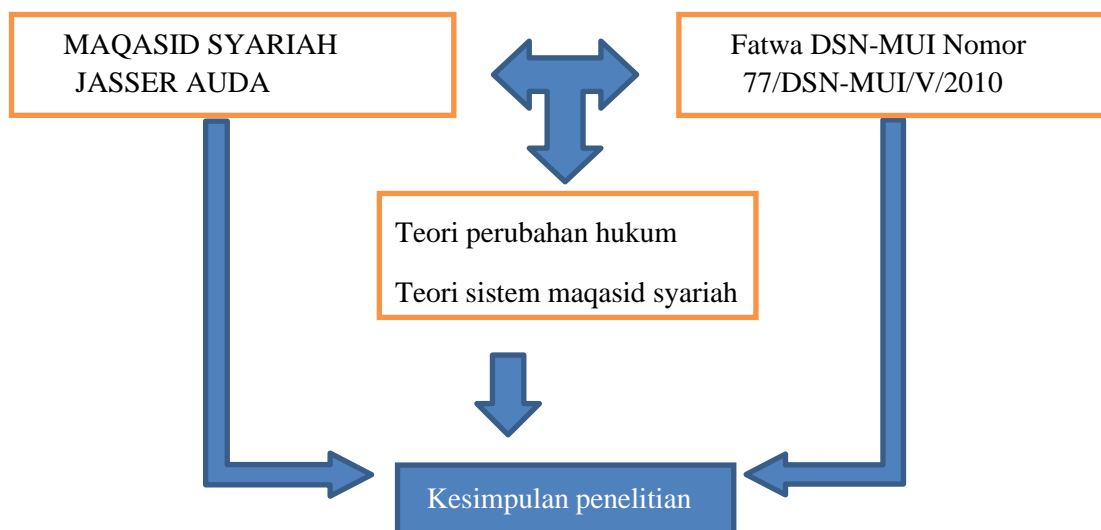 MAQASID SYARIAH
JASSER AUDA
Fatwa DSN-MUI Nomor
77/DSN-MUI/V/2010
Teori perubahan hukum
Teori sistem maqasid syariah
Kesimpulan penelitian